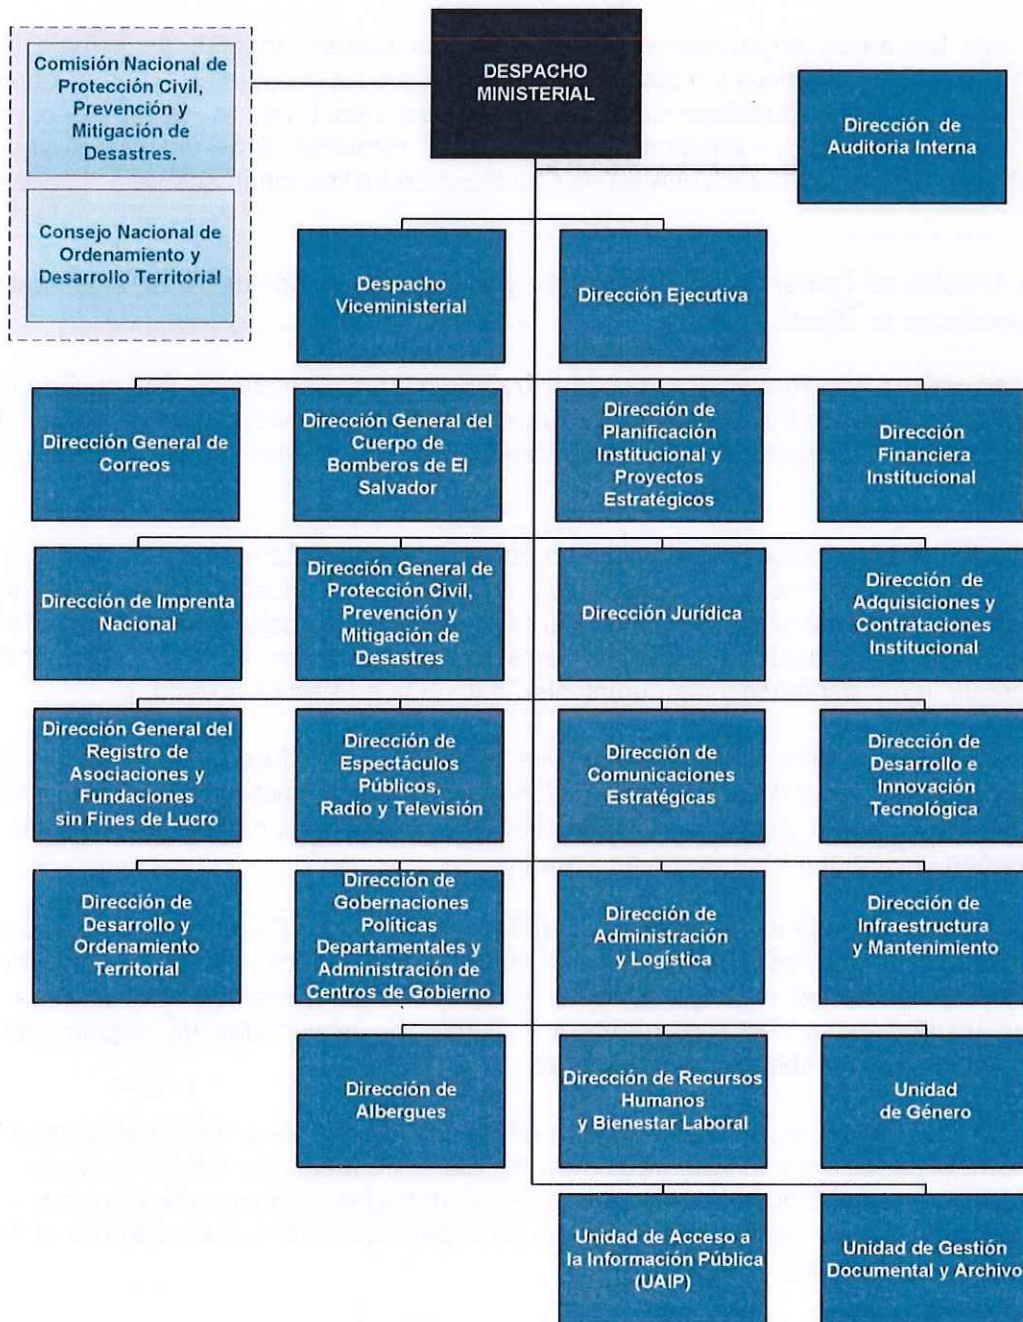 Comisión Nacional de
Protección Civil,
Prevención y
Mitigación de
Desastres.
Consejo Nacional de
Ordenamiento y
Desarrollo Territorial
DESPACHO
MINISTERIAL
Dirección de
Auditoria Interna
Despacho
Viceministerial
Dirección Ejecutiva
Dirección General de
Correos
Dirección General del
Cuerpo de
Bomberos de El
Salvador
Dirección de
Planificación
Institucional y
Proyectos
Estratégicos
Dirección
Financiera
Institucional
Dirección de Imprenta
Nacional
Dirección General de
Protección Civil,
Prevención y
Mitigación de
Desastres
Dirección Jurídica
Dirección de
Adquisiciones y
Contrataciones
Institucional
Dirección General del
Registro de
Asociaciones y
Fundaciones
sin Fines de Lucro
Dirección de
Espectáculos
Públicos,
Radio y Televisión
Dirección de
Comunicaciones
Estratégicas
Dirección de
Desarrollo e
Innovación
Tecnológica
Dirección de
Desarrollo y
Ordenamiento
Territorial
Dirección de
Gobernaciones
Políticas
Departamentales y
Administración de
Centros de Gobierno
Dirección de
Administración
y Logística
Dirección de
Infraestructura
y Mantenimiento
Dirección de
Albergues
Dirección de Recursos
Humanos
y Bienestar Laboral
Unidad
de Género
Unidad de Acceso a
la Información Pública
(UAIP)
Unidad de Gestión
Documental y Archivo